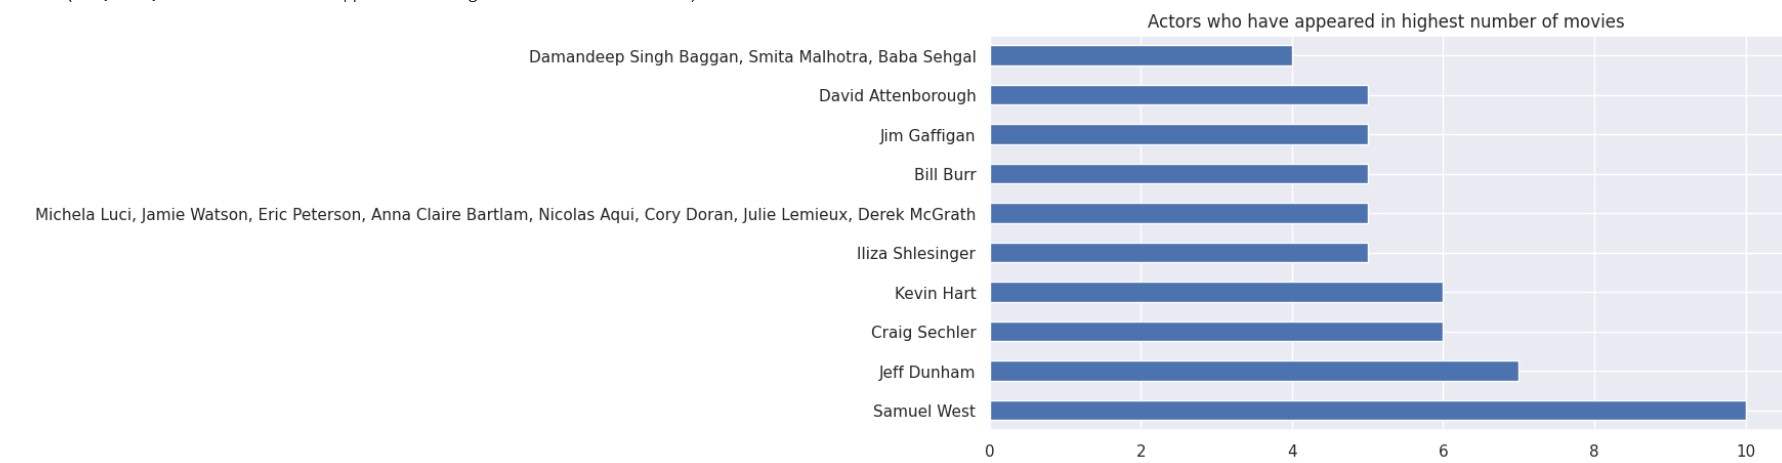 Actors who have appeared in highest number of movies
Damandeep Singh Baggan, Smita Malhotra, Baba Sehgal
David Attenborough
Jim Gaffigan
Bill Burr
Michela Luci, Jamie Watson, Eric Peterson, Anna Claire Bartlam, Nicolas Aqui, Cory Doran, Julie Lemieux, Derek McGrath
Iliza Shlesinger
Kevin Hart
Craig Sechler
Jeff Dunham
Samuel West
0 2 4 6 8 10